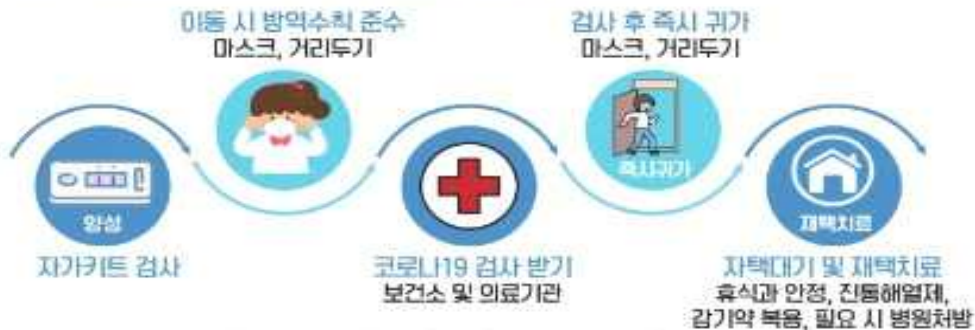 이동 시 방역수칙 준수
마스크, 거리두기
검사 후 즉시 귀가
마스크, 거리두기
양성
즉시귀가
재택치료
자가키트 검사
코로나19 검사 받기
보건소 및 의료기관
자택대기 및 재택치료
휴식과 안정, 진통해열제,
감기약 복용, 필요 시 병원처방